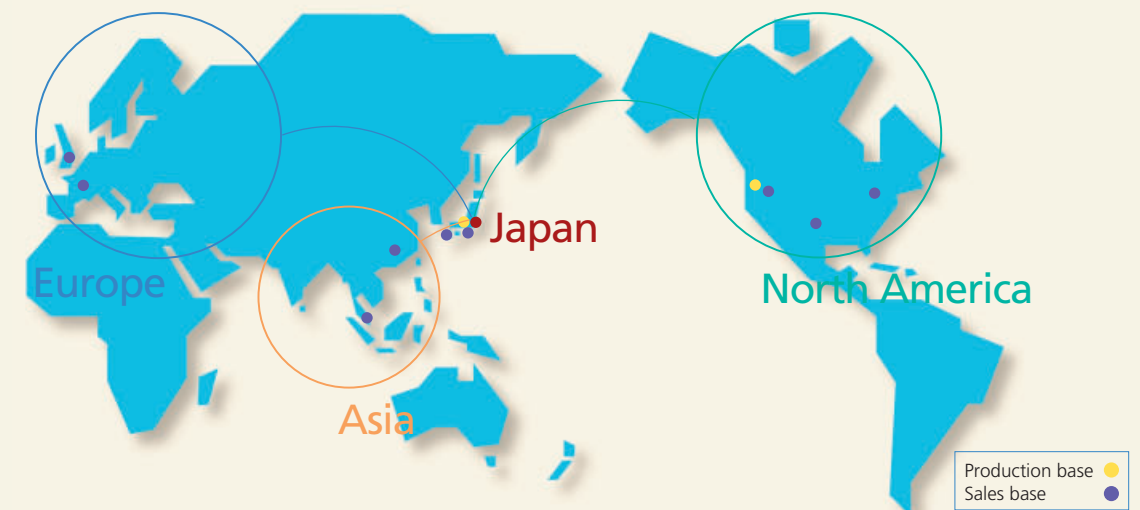 Japan
Europe
North America
Asia
Production base
Sales base